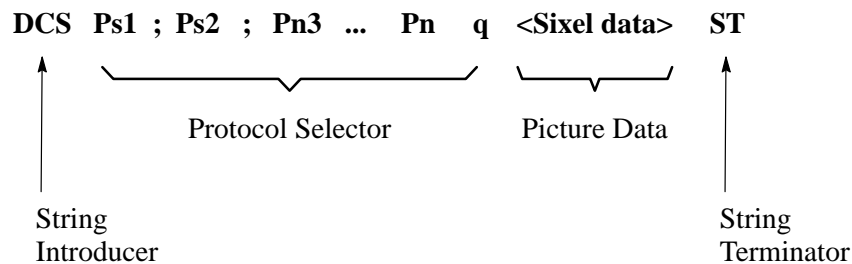 DCS Ps1 ; Ps2 ; Pn3 ... Pn q <Sixel data> ST
Protocol Selector Picture Data
String Introducer
String Terminator